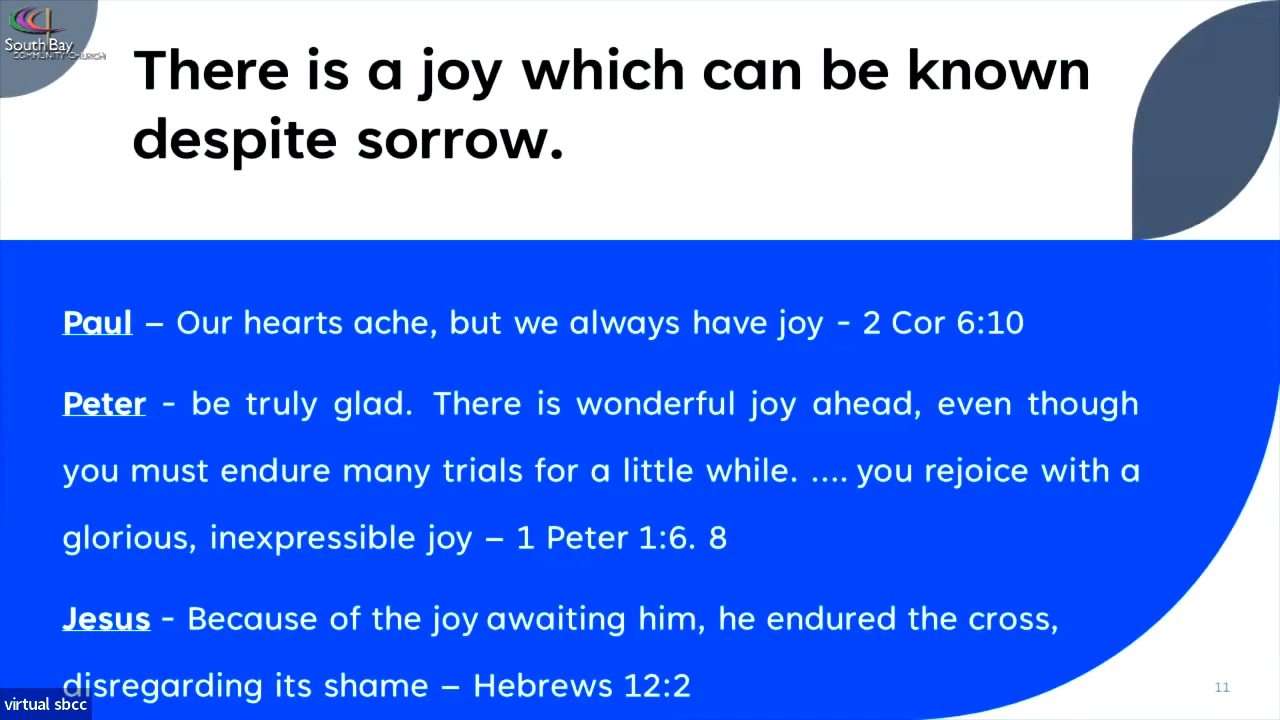 South Bay
COMMUNITY CHURCH
There is a joy which can be known
despite sorrow.
Paul – Our hearts ache, but we always have joy - 2 Cor 6:10
Peter - be truly glad. There is wonderful joy ahead, even though
you must endure many trials for a little while. .... you rejoice with a
glorious, inexpressible joy – 1 Peter 1:6. 8
Jesus - Because of the joy awaiting him, he endured the cross,
disregarding its shame – Hebrews 12:2
virtual sbcc
11